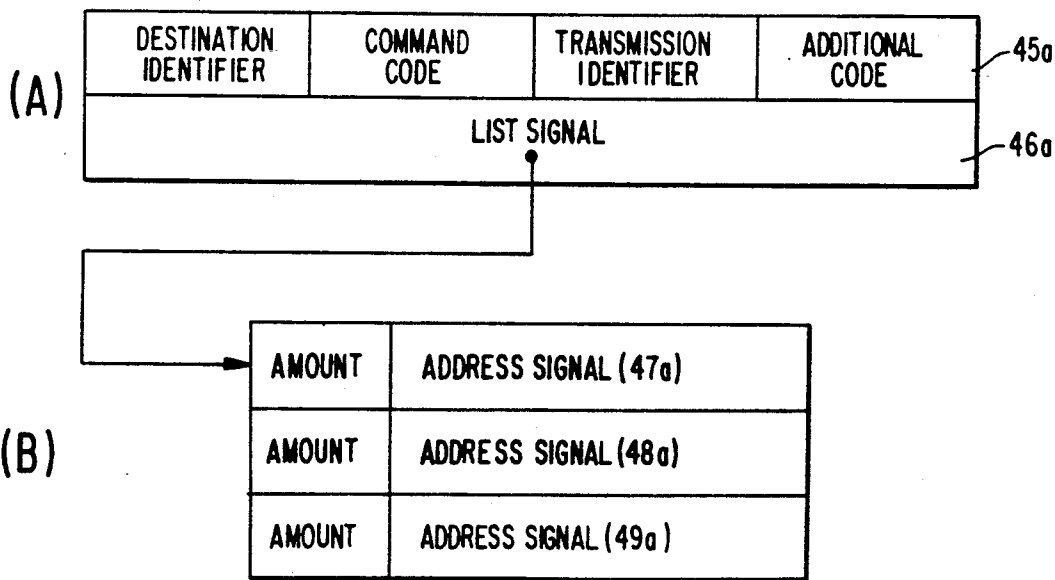 (A)
DESTINATION IDENTIFIER
COMMAND CODE
TRANSMISSION IDENTIFIER
ADDITIONAL CODE
45a
LIST SIGNAL
46a
(B)
AMOUNT ADDRESS SIGNAL (47a)
AMOUNT ADDRESS SIGNAL (48a)
AMOUNT ADDRESS SIGNAL (49a)